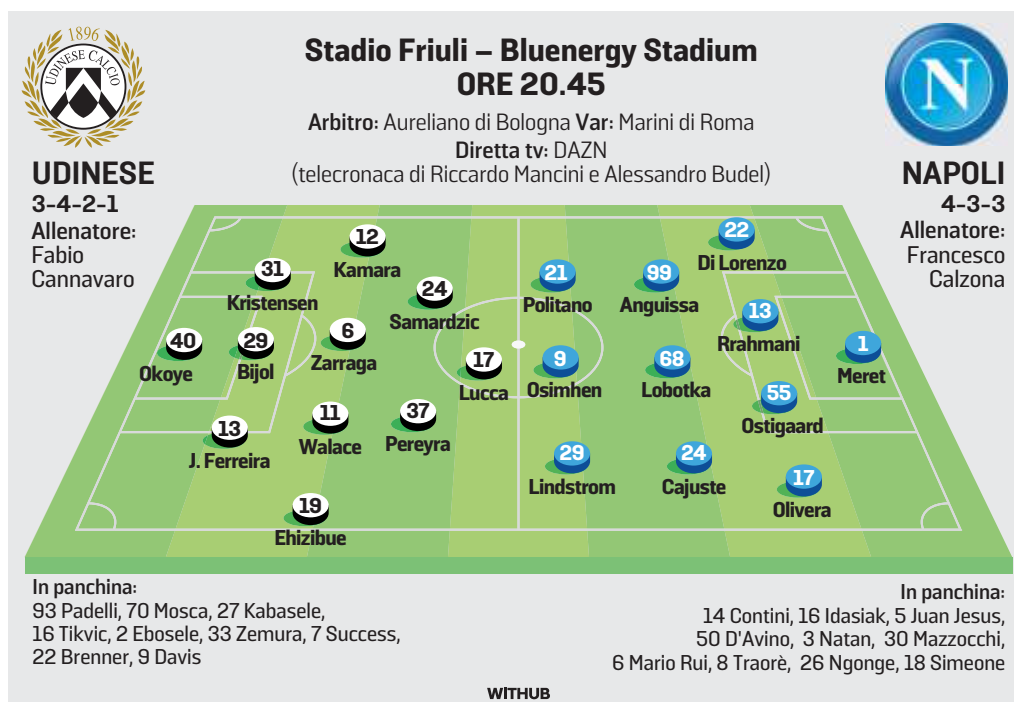 1896
UDINESE CALCIO
Stadio Friuli – Bluenergy Stadium
ORE 20.45
Arbitro: Aureliano di Bologna Var: Marini di Roma
Diretta tv: DAZN
(telecronaca di Riccardo Mancini e Alessandro Budel)
N
UDINESE
3-4-2-1
Allenatore:
Fabio
Cannavaro
NAPOLI
4-3-3
Allenatore:
Francesco
Calzona
12
Kamara
31
Kristensen
24
Samardzic
40
Okoye
29
Bijol
6
Zarraga
17
Lucca
13
J. Ferreira
11
Walace
37
Pereyra
19
Ehizibue
22
Di Lorenzo
21
Politano
99
Anguissa
13
Rrahmani
1
Meret
9
Osimhen
68
Lobotka
55
Ostigaard
29
Lindstrom
24
Cajuste
17
Olivera
In panchina:
93 Padelli, 70 Mosca, 27 Kabasele,
16 Tikvic, 2 Ebosele, 33 Zemura, 7 Success,
22 Brenner, 9 Davis
In panchina:
14 Contini, 16 Idasiak, 5 Juan Jesus,
50 D'Avino, 3 Natan, 30 Mazzocchi,
6 Mario Rui, 8 Traorè, 26 Ngonge, 18 Simeone
WITHUB